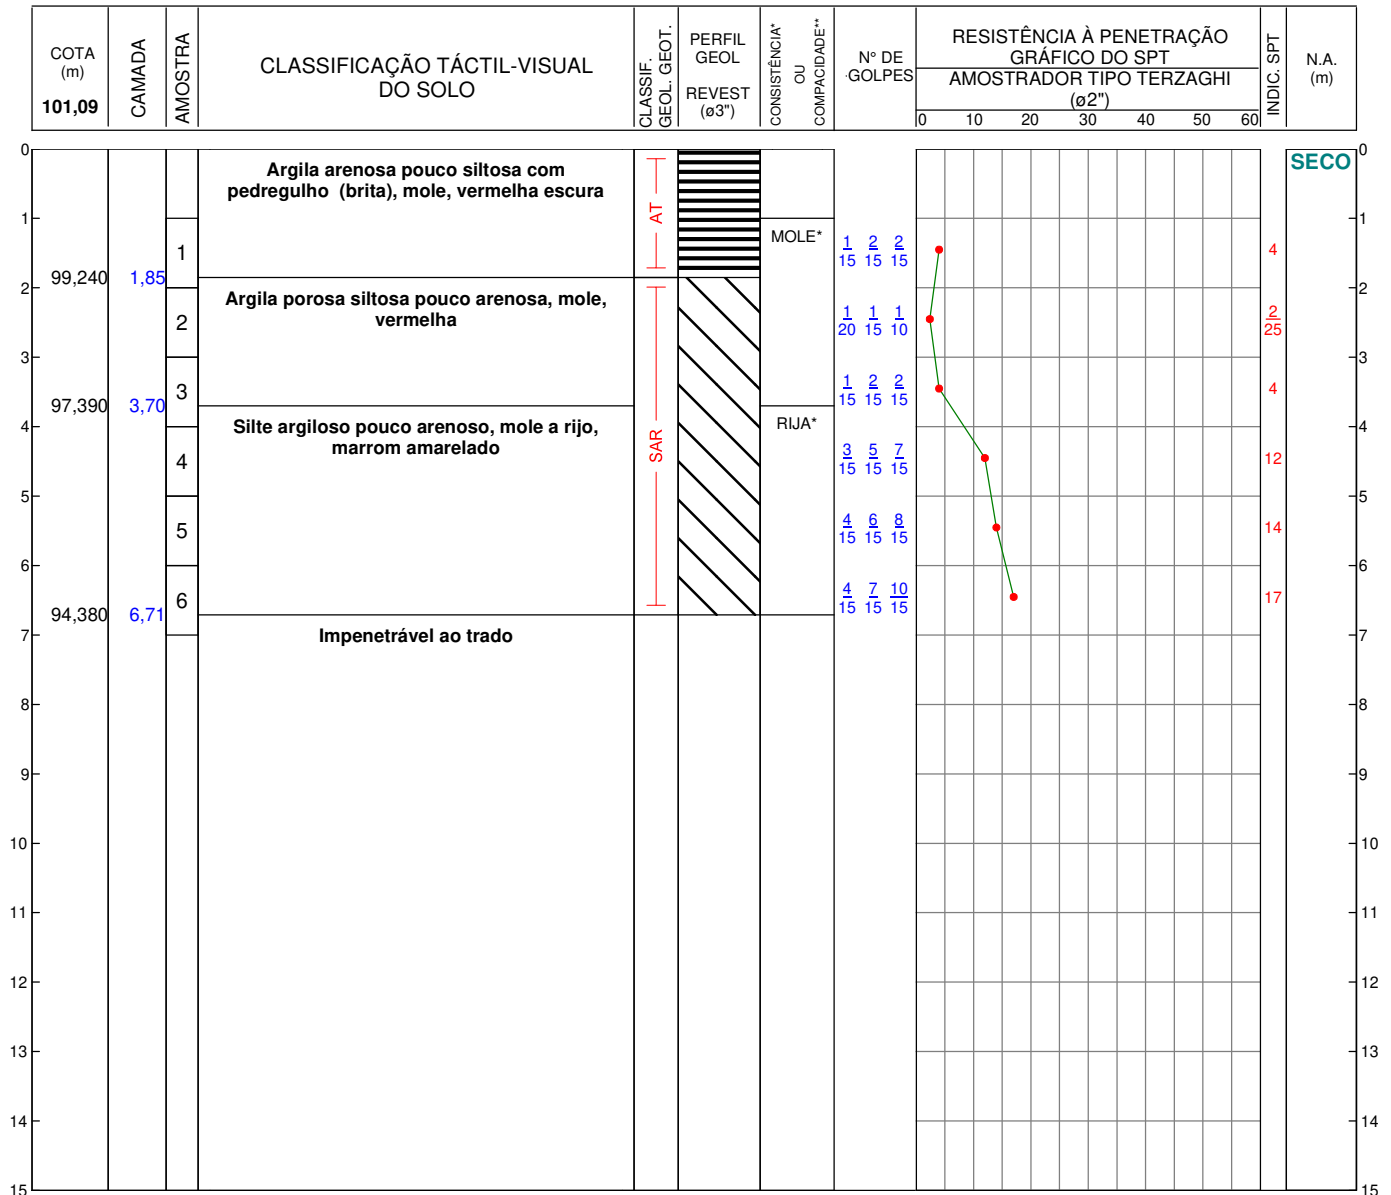 COTA
(m)
101,09
CAMADA
AMOSTRA
CLASSIFICAÇÃO TÁCTIL-VISUAL
DO SOLO
CLASSIF.
GEOL. GEOT.
PERFIL
GEOL
REVEST
(ø3")
CONSISTÊNCIA*
OU
COMPACIDADE**
Nº DE
GOLPES
RESISTÊNCIA À PENETRAÇÃO
GRÁFICO DO SPT
AMOSTRADOR TIPO TERZAGHI
(ø2")
0 10 20 30 40 50 60
INDIC. SPT
N.A.
(m)
0
Argila arenosa pouco siltosa com
pedregulho (brita), mole, vermelha escura
AT
SECO
0
1
1
MOLE*
1/15 2/15 2/15
4
1
99,240 1,85
2
Argila porosa siltosa pouco arenosa, mole,
vermelha
2
1/20 1/15 1/10
2/25
2
3
3
1/15 2/15 2/15
4
3
97,390 3,70
4
Silte argiloso pouco arenoso, mole a rijo,
marrom amarelado
SAR
RIJA*
4
3/15 5/15 7/15
12
4
5
5
4/15 6/15 8/15
14
5
6
6
4/15 7/15 10/15
17
6
94,380 6,71
Impenetrável ao trado
7 7
8 8
9 9
10 10
11 11
12 12
13 13
14 14
15 15